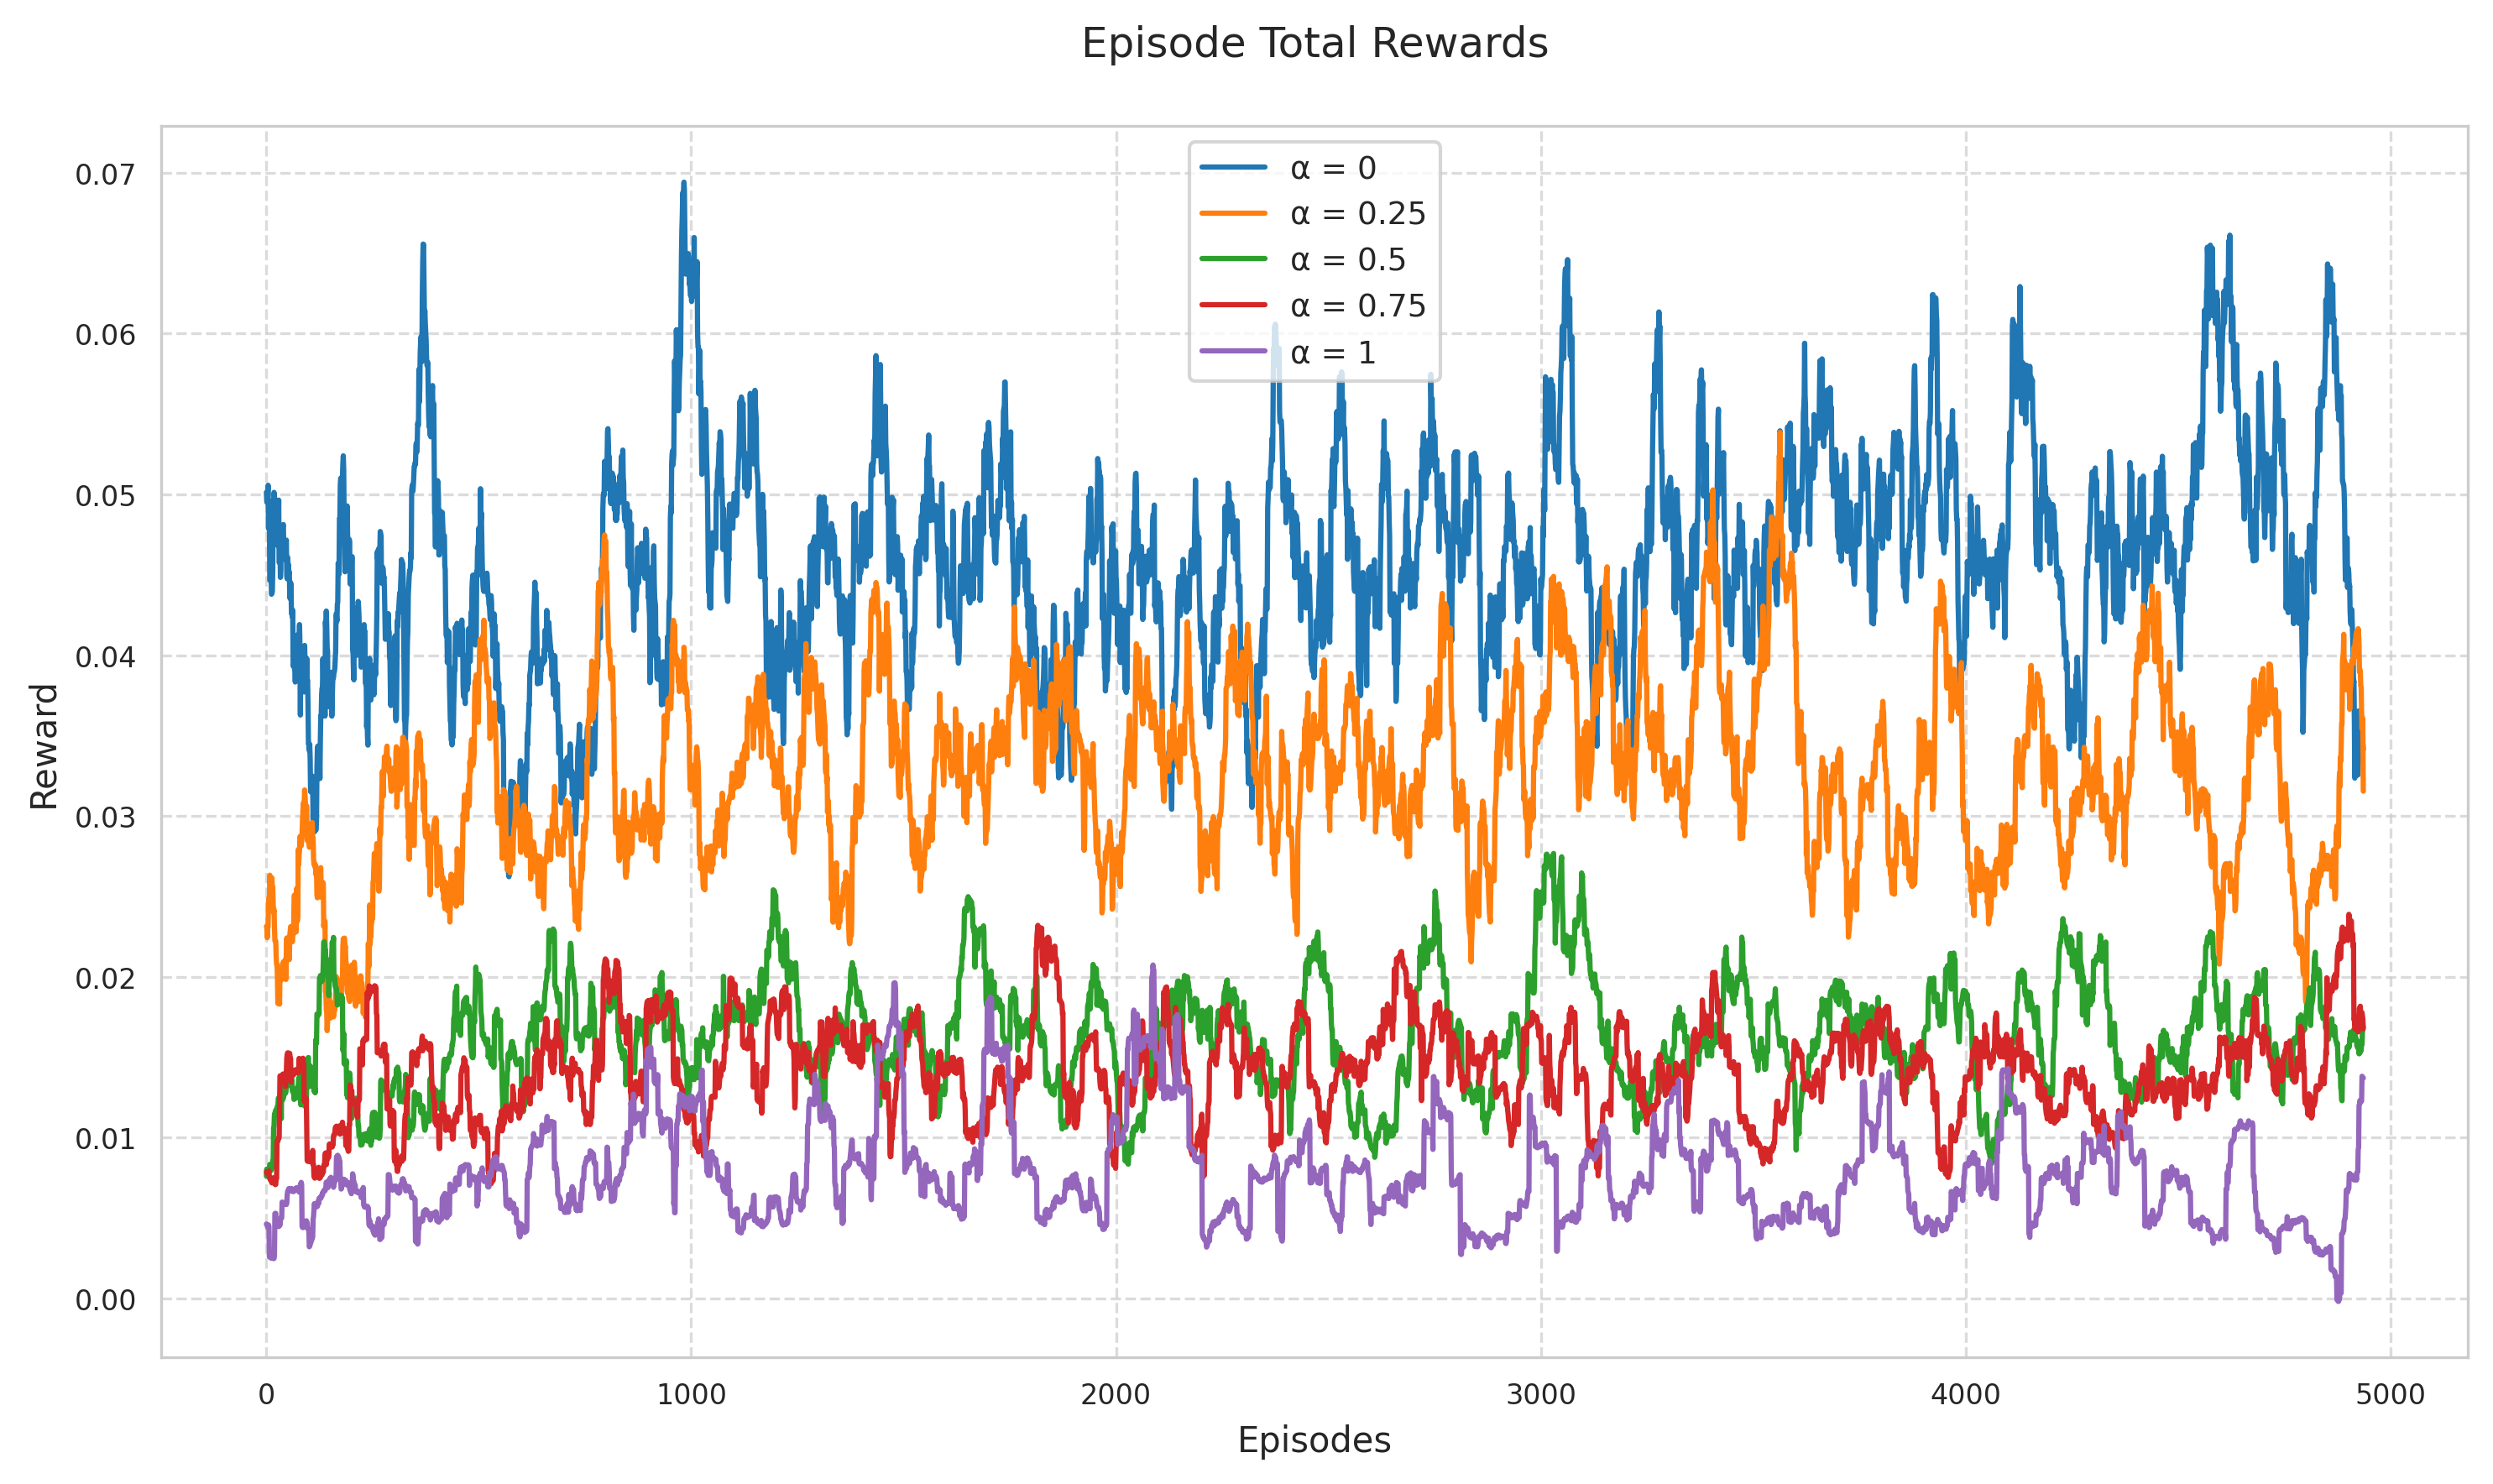 Episode Total Rewards
α = 0
α = 0.25
α = 0.5
α = 0.75
α = 1
0.07
0.06
0.05
0.04
0.03
0.02
0.01
0.00
Reward
0 1000 2000 3000 4000 5000
Episodes